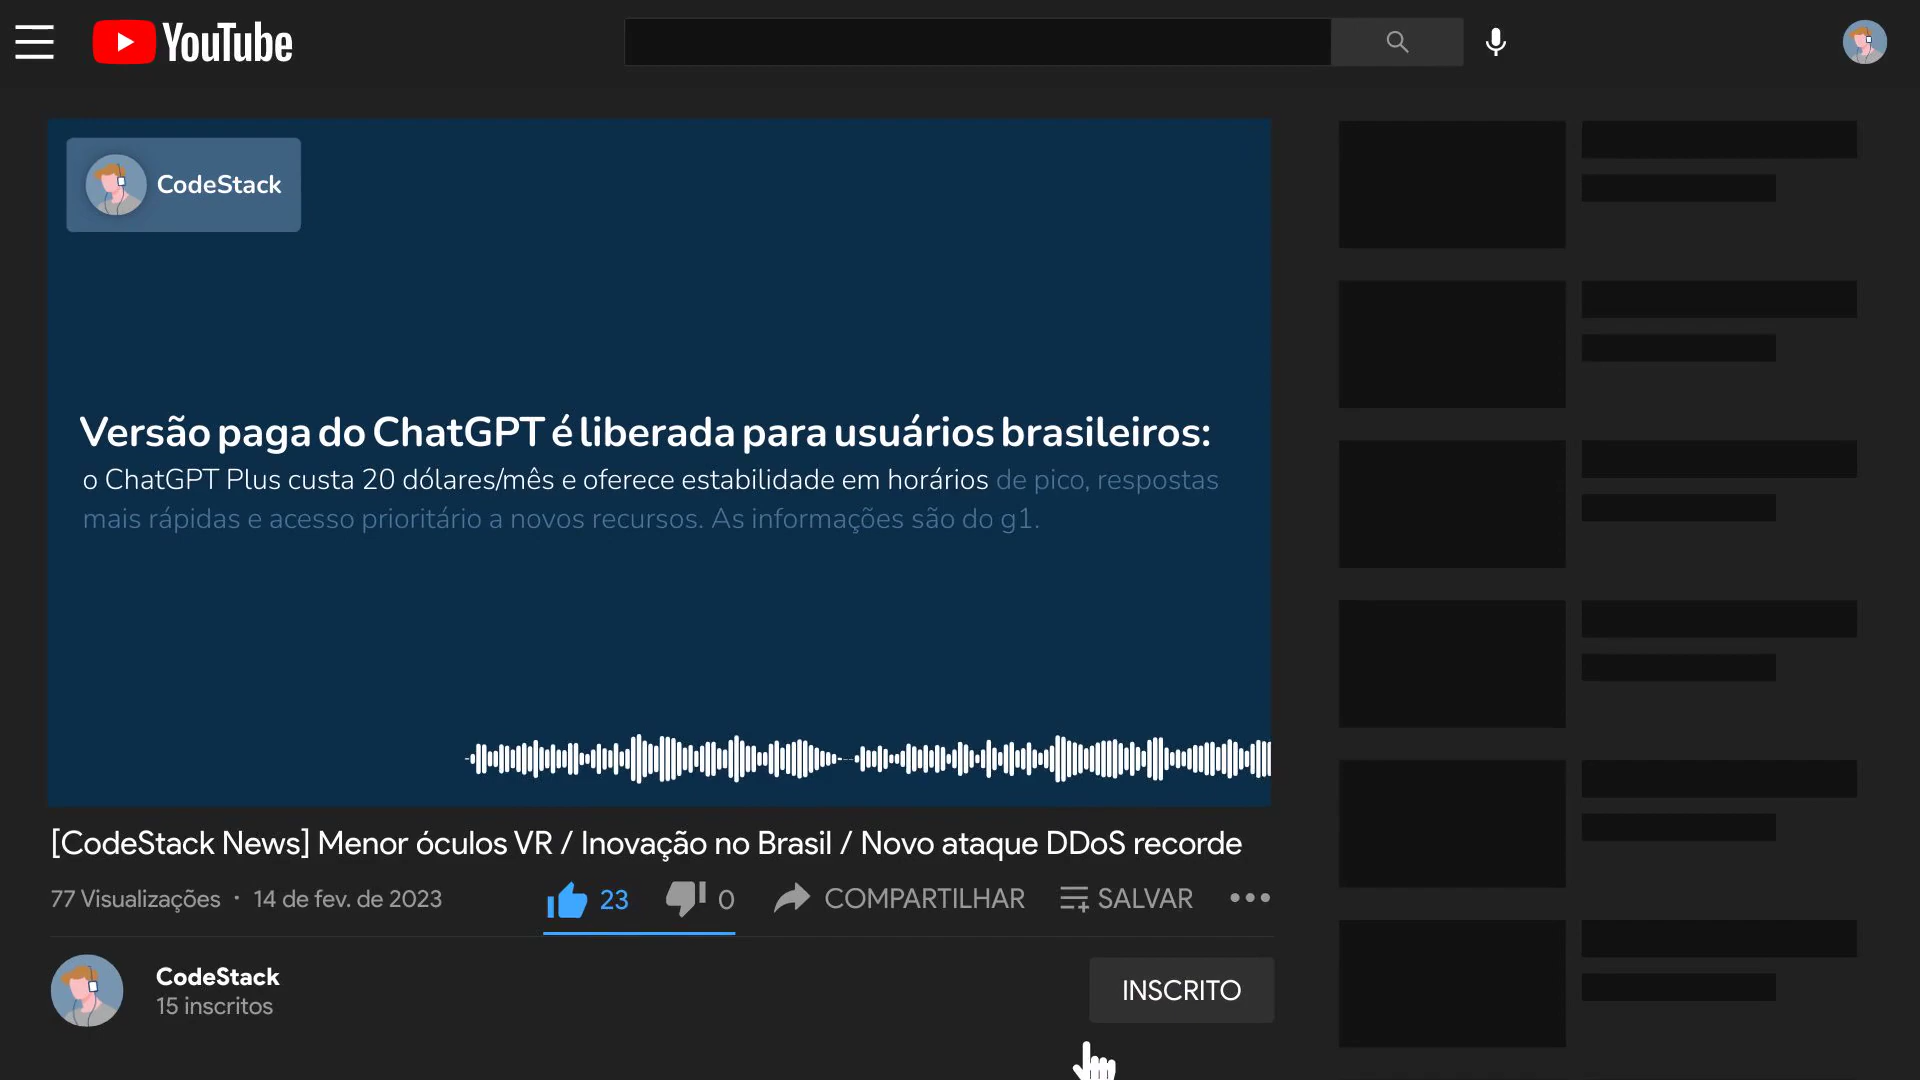 YouTube
CodeStack
Versão paga do ChatGPT é liberada para usuários brasileiros:
o ChatGPT Plus custa 20 dólares/mês e oferece estabilidade em horários de pico, respostas
mais rápidas e acesso prioritário a novos recursos. As informações são do g1.
[CodeStack News] Menor óculos VR / Inovação no Brasil / Novo ataque DDoS recorde
77 Visualizações · 14 de fev. de 2023 23 0 COMPARTILHAR SALVAR
CodeStack
15 inscritos
INSCRITO